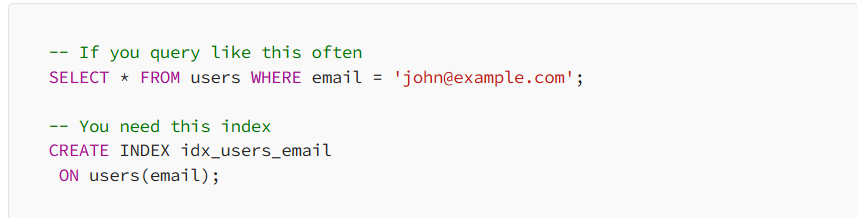 -- If you query like this often
SELECT * FROM users WHERE email = 'john@example.com';
-- You need this index
CREATE INDEX idx_users_email
ON users(email);